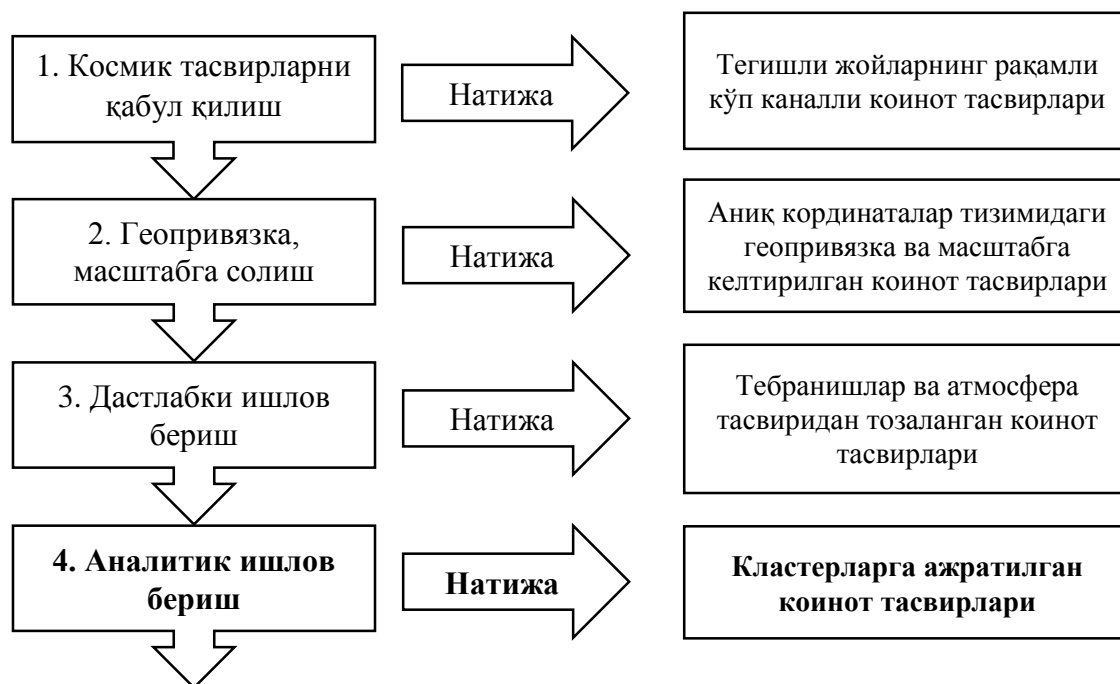 1. Космик тасвирларни
қабул қилиш
Натижа
Тегишли жойларнинг рақамли
кўп каналли коинот тасвирлари
2. Геопривязка,
масштабга солиш
Натижа
Аниқ кординаталар тизимидаги
геопривязка ва масштабга
келтирилган коинот тасвирлари
3. Дастлабки ишлов
бериш
Натижа
Тебранишлар ва атмосфера
тасвиридан тозаланган коинот
тасвирлари
4. Аналитик ишлов
бериш
Натижа
Кластерларга ажратилган
коинот тасвирлари